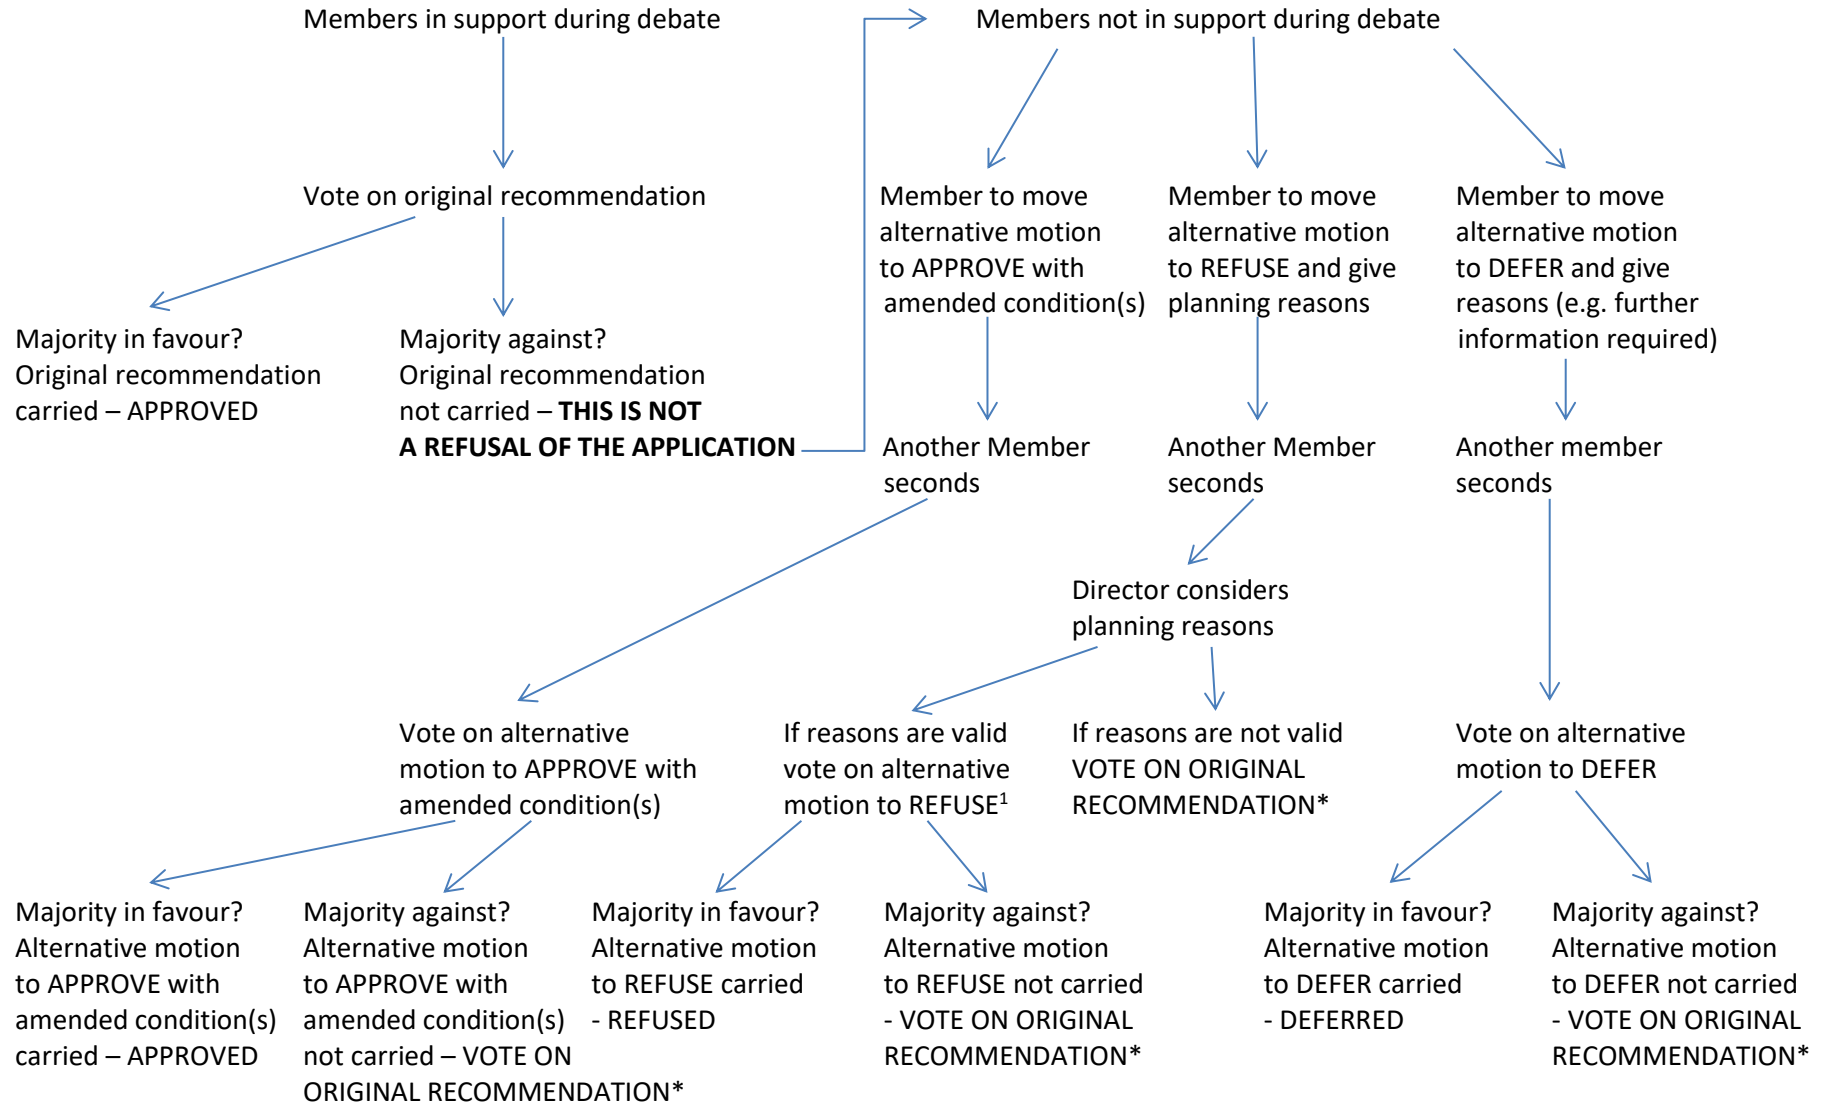 Members in support during debate
Members not in support during debate
Vote on original recommendation
Majority in favour?
Original recommendation
carried – APPROVED
Majority against?
Original recommendation
not carried – THIS IS NOT
A REFUSAL OF THE APPLICATION
Member to move
alternative motion
to APPROVE with
amended condition(s)
Member to move
alternative motion
to REFUSE and give
planning reasons
Member to move
alternative motion
to DEFER and give
reasons (e.g. further
information required)
Another Member
seconds
Another Member
seconds
Another member
seconds
Director considers
planning reasons
Vote on alternative
motion to APPROVE with
amended condition(s)
If reasons are valid
vote on alternative
motion to REFUSE¹
If reasons are not valid
VOTE ON ORIGINAL
RECOMMENDATION*
Vote on alternative
motion to DEFER
Majority in favour?
Alternative motion
to APPROVE with
amended condition(s)
carried – APPROVED
Majority against?
Alternative motion
to APPROVE with
amended condition(s)
not carried – VOTE ON
ORIGINAL RECOMMENDATION*
Majority in favour?
Alternative motion
to REFUSE carried
- REFUSED
Majority against?
Alternative motion
to REFUSE not carried
- VOTE ON ORIGINAL
RECOMMENDATION*
Majority in favour?
Alternative motion
to DEFER carried
- DEFERRED
Majority against?
Alternative motion
to DEFER not carried
- VOTE ON ORIGINAL
RECOMMENDATION*